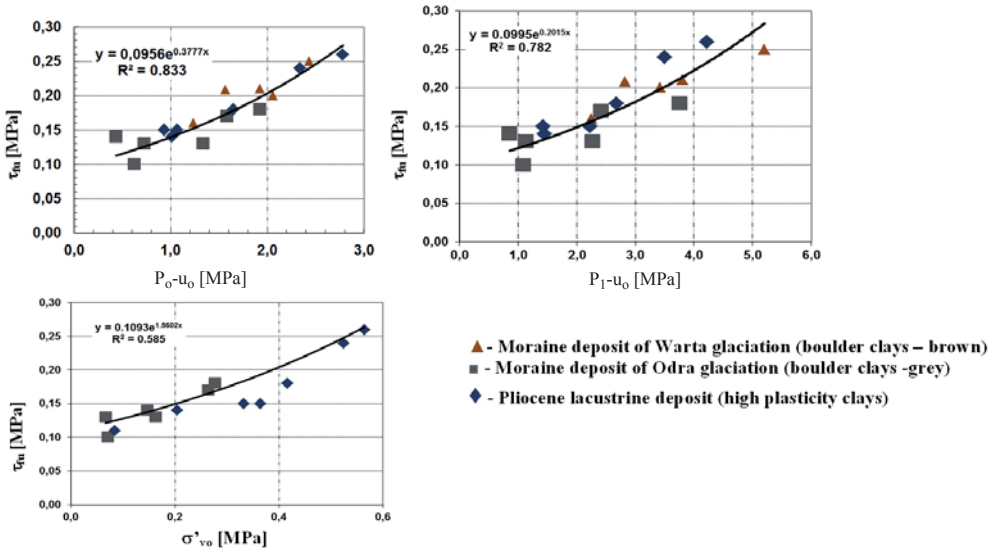 0,30
0,25
0,20
0,15
0,10
0,05
0,00
τfu [MPa]
y = 0,0956e^0.3777x
R² = 0.833
0,0 1,0 2,0 3,0
Po-uo [MPa]
0,30
0,25
0,20
0,15
0,10
0,05
0,00
τfu [MPa]
y = 0.0995e^0.2015x
R² = 0.782
0,0 1,0 2,0 3,0 4,0 5,0 6,0
P1-uo [MPa]
0,30
0,25
0,20
0,15
0,10
0,05
0,00
τfu [MPa]
y = 0.1093e^1.5602x
R² = 0.585
0,0 0,2 0,4 0,6
σ'vo [MPa]
- Moraine deposit of Warta glaciation (boulder clays – brown)
- Moraine deposit of Odra glaciation (boulder clays -grey)
- Pliocene lacustrine deposit (high plasticity clays)